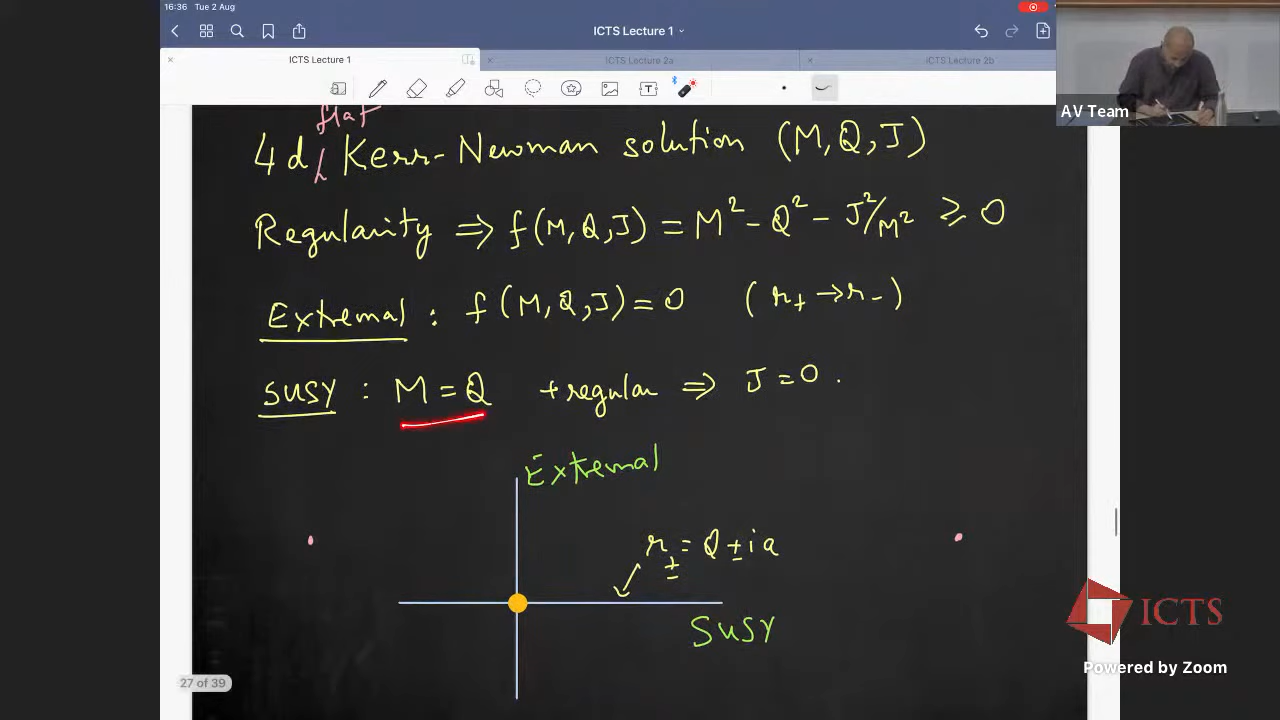 16:36 Tue 2 Aug
ICTS Lecture 1
ICTS Lecture 1
ICTS Lecture 2a
ICTS Lecture 2b
AV Team
flat
4d Kerr-Newman solution (M, Q, J)
Regularity ⇒ f(M, Q, J) = M² - Q² - J²/M² ≥ 0
Extremal : f(M, Q, J) = 0 (r₊ → r₋)
SUSY : M = Q + regular ⇒ J = 0.
Extremal
r± = Q ± ia
SUSY
27 of 39
ICTS
Powered by Zoom